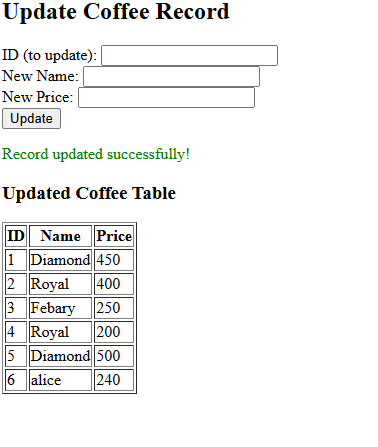 Update Coffee Record
ID (to update):
New Name:
New Price:
Update
Record updated successfully!
Updated Coffee Table
ID Name Price
1 Diamond 450
2 Royal 400
3 Febary 250
4 Royal 200
5 Diamond 500
6 alice 240